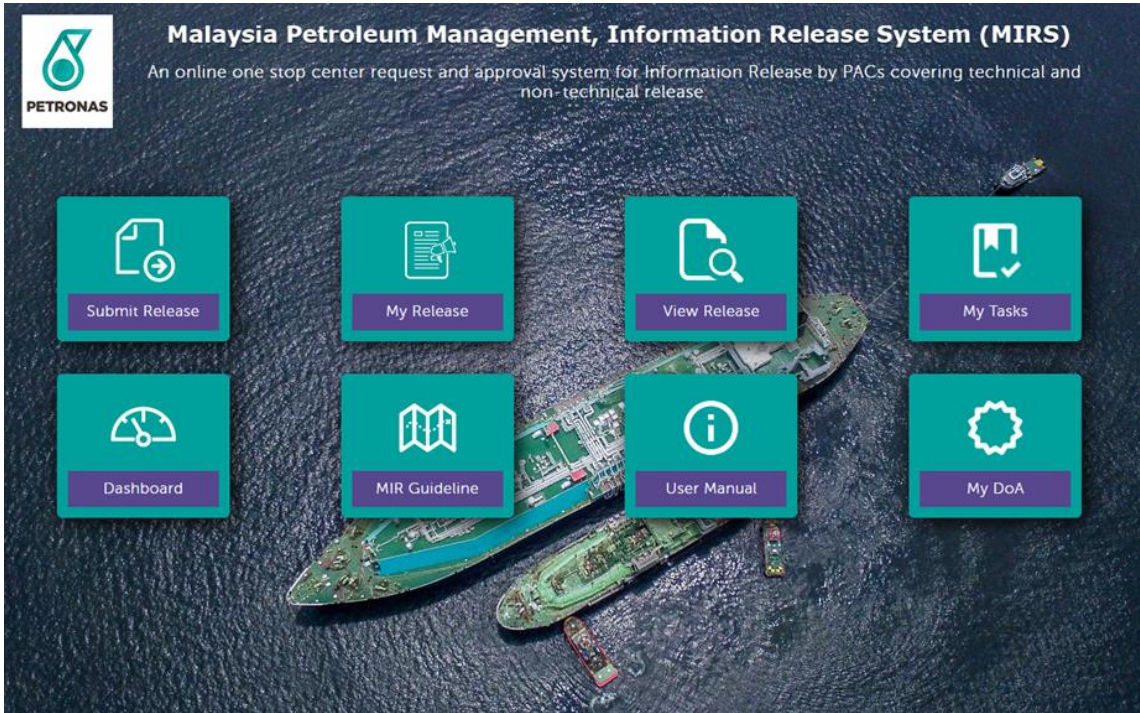 Malaysia Petroleum Management, Information Release System (MIRS)
An online one stop center request and approval system for Information Release by PACs covering technical and
non-technical release
PETRONAS
Submit Release
My Release
View Release
My Tasks
Dashboard
MIR Guideline
User Manual
My DoA